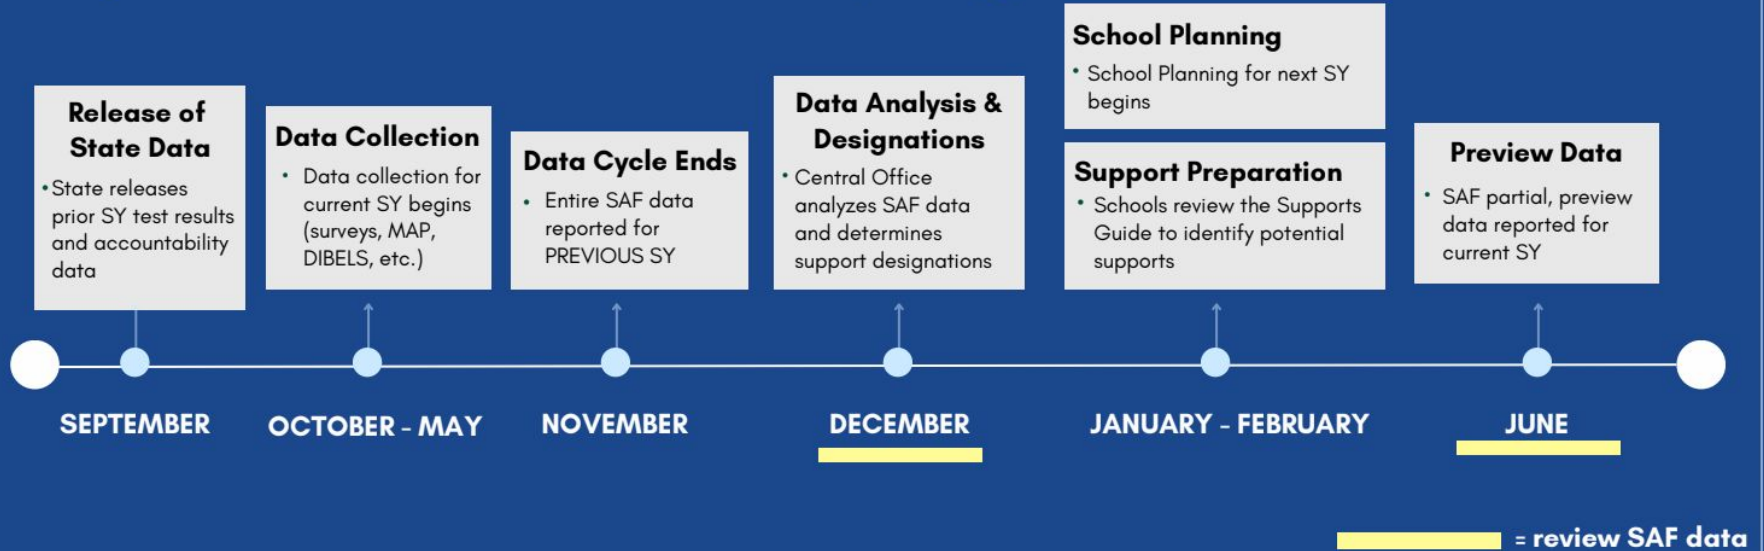 Release of
State Data
• State releases
prior SY test results
and accountability
data
SEPTEMBER
Data Collection
• Data collection for
current SY begins
(surveys, MAP,
DIBELS, etc.)
OCTOBER - MAY
Data Cycle Ends
• Entire SAF data
reported for
PREVIOUS SY
NOVEMBER
Data Analysis &
Designations
• Central Office
analyzes SAF data
and determines
support designations
DECEMBER
School Planning
• School Planning for next SY
begins
Support Preparation
• Schools review the Supports
Guide to identify potential
supports
JANUARY - FEBRUARY
Preview Data
• SAF partial, preview
data reported for
current SY
JUNE
= review SAF data